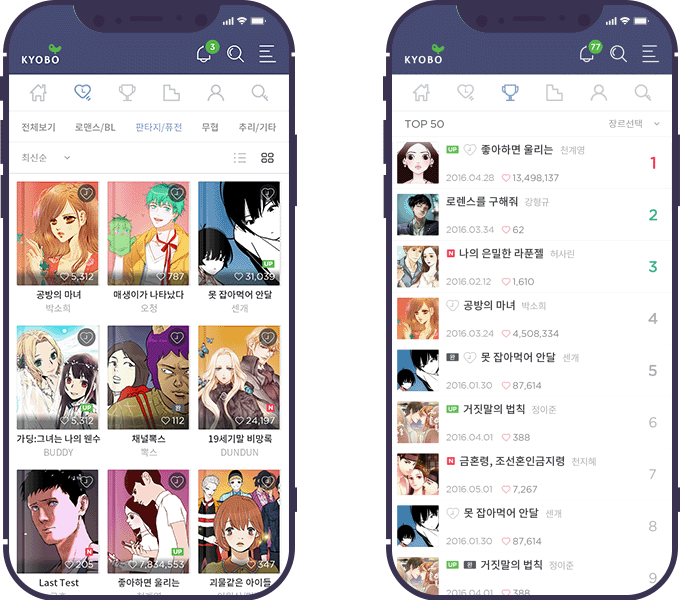 KYOBO
3
전체보기 로맨스/BL 판타지/퓨전 무협 추리/기타
최신순
5,312 787 31,039 UP
공방의 마녀 매생이 나타났다 못 잡아먹어 안달
박소희 오청 센개
UP 5,312 완 112 N 24,197
가딩:그녀는 나의 웬수 채널뽁스 19세기말 비망록
BUDDY 뽁스 DUNDUN
N 205 UP 7,834,553 347
Last Test 좋아하면 울리는 괴물같은 아이들
KYOBO
77
TOP 50 장르선택
UP 좋아하면 울리는 천계영
2016.04.28 13,498,137
1
로렌스를 구해줘 강형규
2016.03.34 62
2
N 나의 은밀한 라푼젤 허사린
2016.02.12 1,610
3
공방의 마녀 박소희
2016.03.24 4,508,334
4
완 못 잡아먹어 안달 센개
2016.01.30 87,614
5
UP 거짓말의 법칙 정이준
2016.04.01 388
6
N 금혼령, 조선혼인금지령 천지혜
2016.05.01 7,267
7
못 잡아먹어 안달 센개
2016.01.30 87,614
8
UP 완 거짓말의 법칙 정이준
2016.04.01 388
9